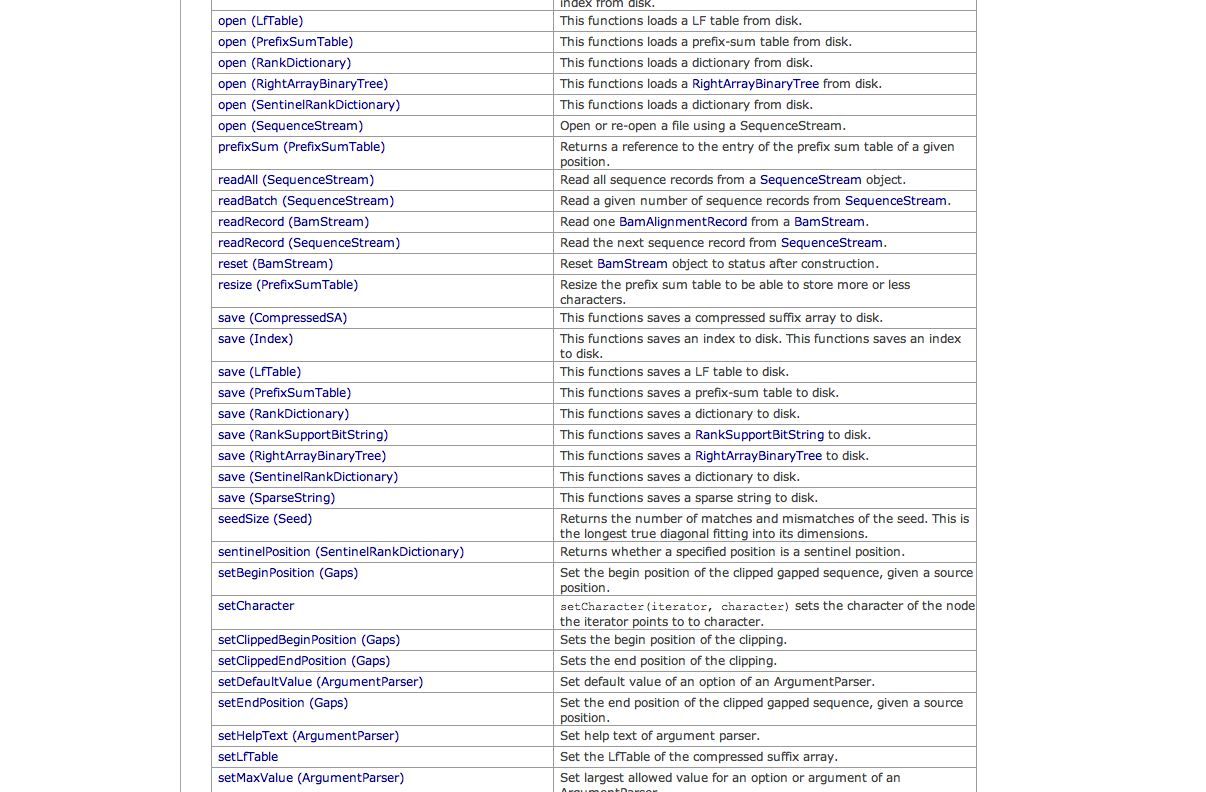 index from disk.
open (LfTable) This functions loads a LF table from disk.
open (PrefixSumTable) This functions loads a prefix-sum table from disk.
open (RankDictionary) This functions loads a dictionary from disk.
open (RightArrayBinaryTree) This functions loads a RightArrayBinaryTree from disk.
open (SentinelRankDictionary) This functions loads a dictionary from disk.
open (SequenceStream) Open or re-open a file using a SequenceStream.
prefixSum (PrefixSumTable) Returns a reference to the entry of the prefix sum table of a given
position.
readAll (SequenceStream) Read all sequence records from a SequenceStream object.
readBatch (SequenceStream) Read a given number of sequence records from SequenceStream.
readRecord (BamStream) Read one BamAlignmentRecord from a BamStream.
readRecord (SequenceStream) Read the next sequence record from SequenceStream.
reset (BamStream) Reset BamStream object to status after construction.
resize (PrefixSumTable) Resize the prefix sum table to be able to store more or less
characters.
save (CompressedSA) This functions saves a compressed suffix array to disk.
save (Index) This functions saves an index to disk. This functions saves an index
to disk.
save (LfTable) This functions saves a LF table to disk.
save (PrefixSumTable) This functions saves a prefix-sum table to disk.
save (RankDictionary) This functions saves a dictionary to disk.
save (RankSupportBitString) This functions saves a RankSupportBitString to disk.
save (RightArrayBinaryTree) This functions saves a RightArrayBinaryTree to disk.
save (SentinelRankDictionary) This functions saves a dictionary to disk.
save (SparseString) This functions saves a sparse string to disk.
seedSize (Seed) Returns the number of matches and mismatches of the seed. This is
the longest true diagonal fitting into its dimensions.
sentinelPosition (SentinelRankDictionary) Returns whether a specified position is a sentinel position.
setBeginPosition (Gaps) Set the begin position of the clipped gapped sequence, given a source
position.
setCharacter setCharacter(iterator, character) sets the character of the node
the iterator points to to character.
setClippedBeginPosition (Gaps) Sets the begin position of the clipping.
setClippedEndPosition (Gaps) Sets the end position of the clipping.
setDefaultValue (ArgumentParser) Set default value of an option of an ArgumentParser.
setEndPosition (Gaps) Set the end position of the clipped gapped sequence, given a source
position.
setHelpText (ArgumentParser) Set help text of argument parser.
setLfTable Set the LfTable of the compressed suffix array.
setMaxValue (ArgumentParser) Set largest allowed value for an option or argument of an
ArgumentParser